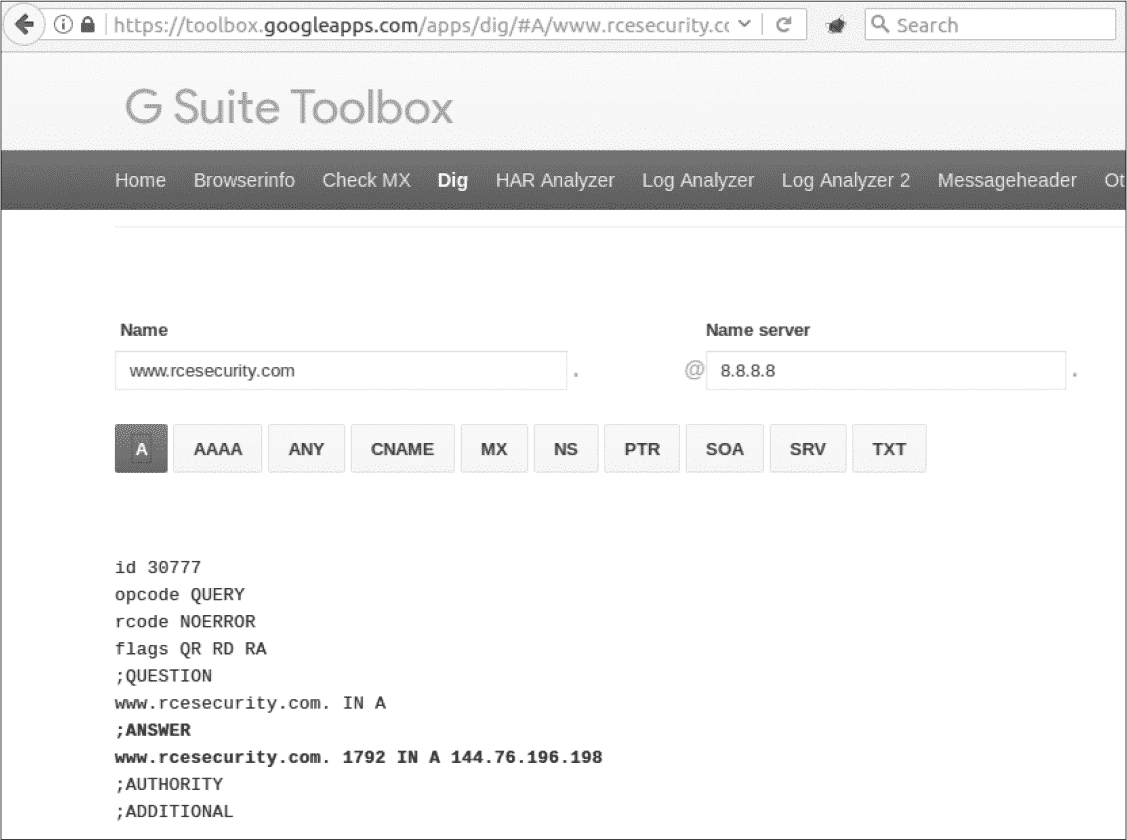 https://toolbox.googleapps.com/apps/dig/#A/www.rcesecurity.cc
Search
G Suite Toolbox
Home Browserinfo Check MX Dig HAR Analyzer Log Analyzer Log Analyzer 2 Messageheader Ot
Name Name server
www.rcesecurity.com . @ 8.8.8.8 .
A AAAA ANY CNAME MX NS PTR SOA SRV TXT
id 30777
opcode QUERY
rcode NOERROR
flags QR RD RA
;QUESTION
www.rcesecurity.com. IN A
;ANSWER
www.rcesecurity.com. 1792 IN A 144.76.196.198
;AUTHORITY
;ADDITIONAL